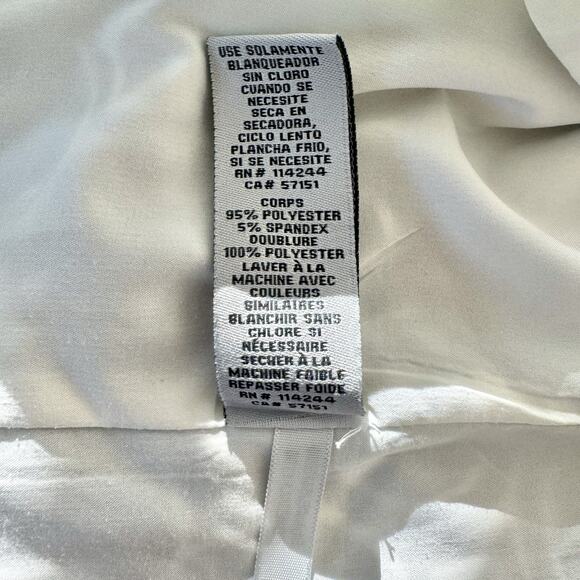 USE SOLAMENTE
BLANQUEADOR
SIN CLORO
CUANDO SE
NECESITE
SECA EN
SECADORA,
CICLO LENTO
PLANCHA FRIO,
SI SE NECESITE
RN# 114244
CA# 57151
CORPS
95% POLYESTER
5% SPANDEX
DOUBLURE
100% POLYESTER
LAVER À LA
MACHINE AVEC
COULEURS
SIMILAIRES
BLANCHIR SANS
CHLORE SI
NÉCESSAIRE
SECHER À LA
MACHINE FAIBLE
REPASSER FOIDE
RN# 114244
CA# 57151